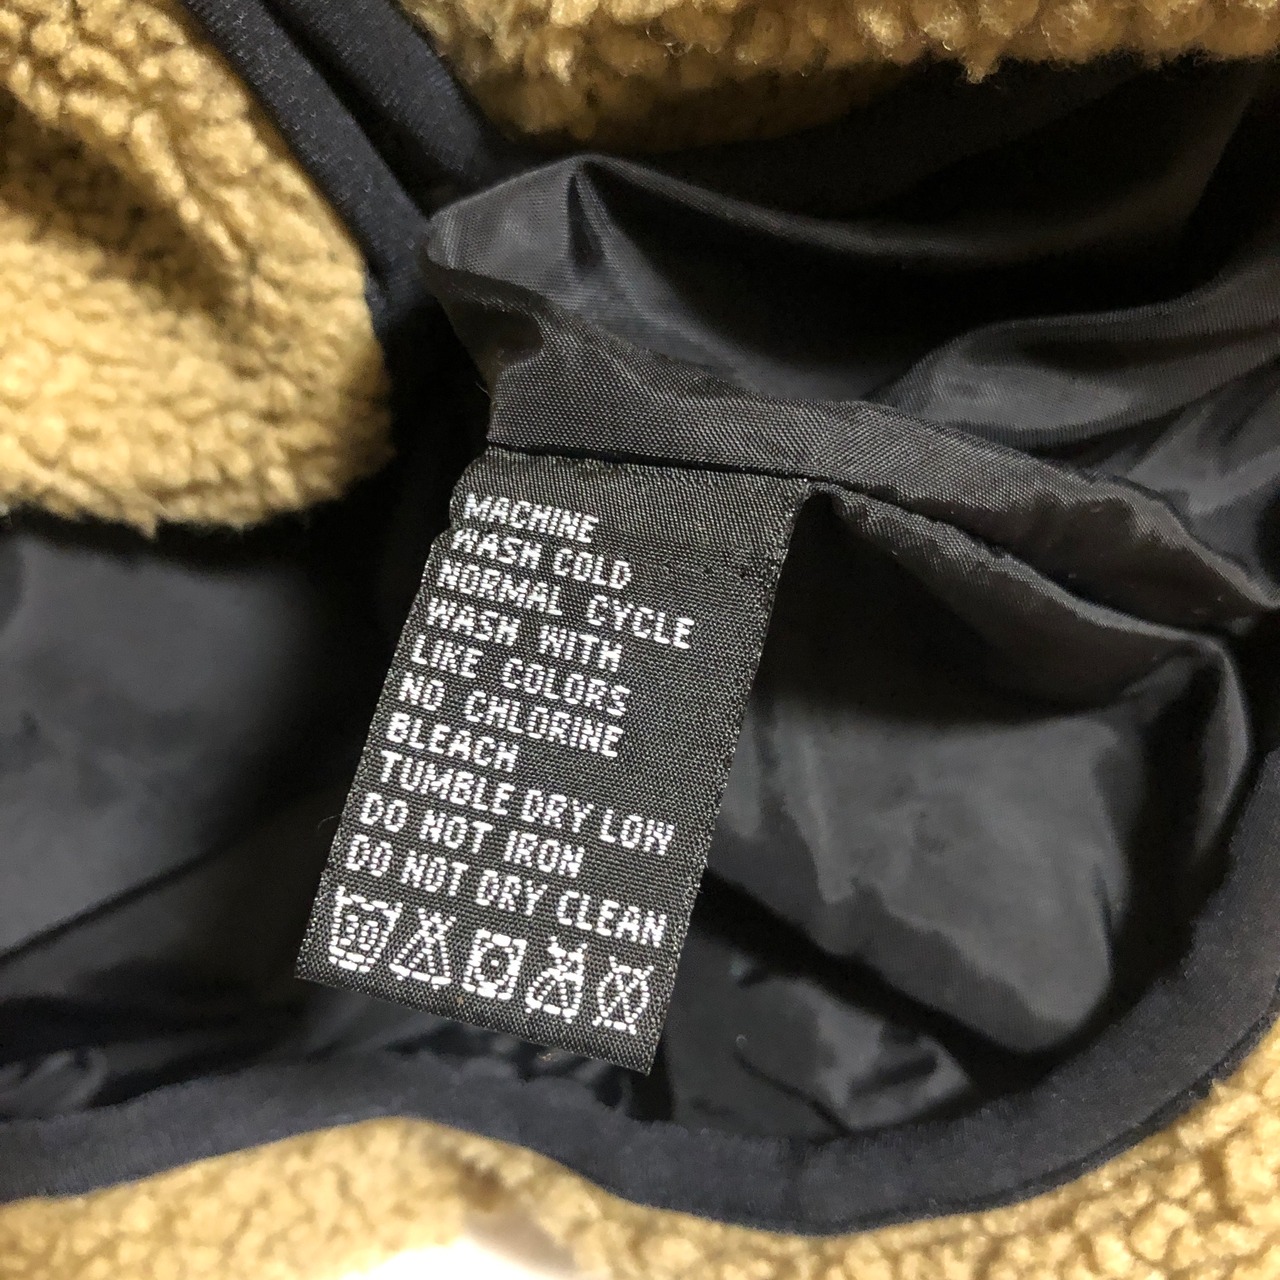 MACHINE
WASH COLD
NORMAL CYCLE
WASH WITH
LIKE COLORS
NO CHLORINE
BLEACH
TUMBLE DRY LOW
DO NOT IRON
DO NOT DRY CLEAN